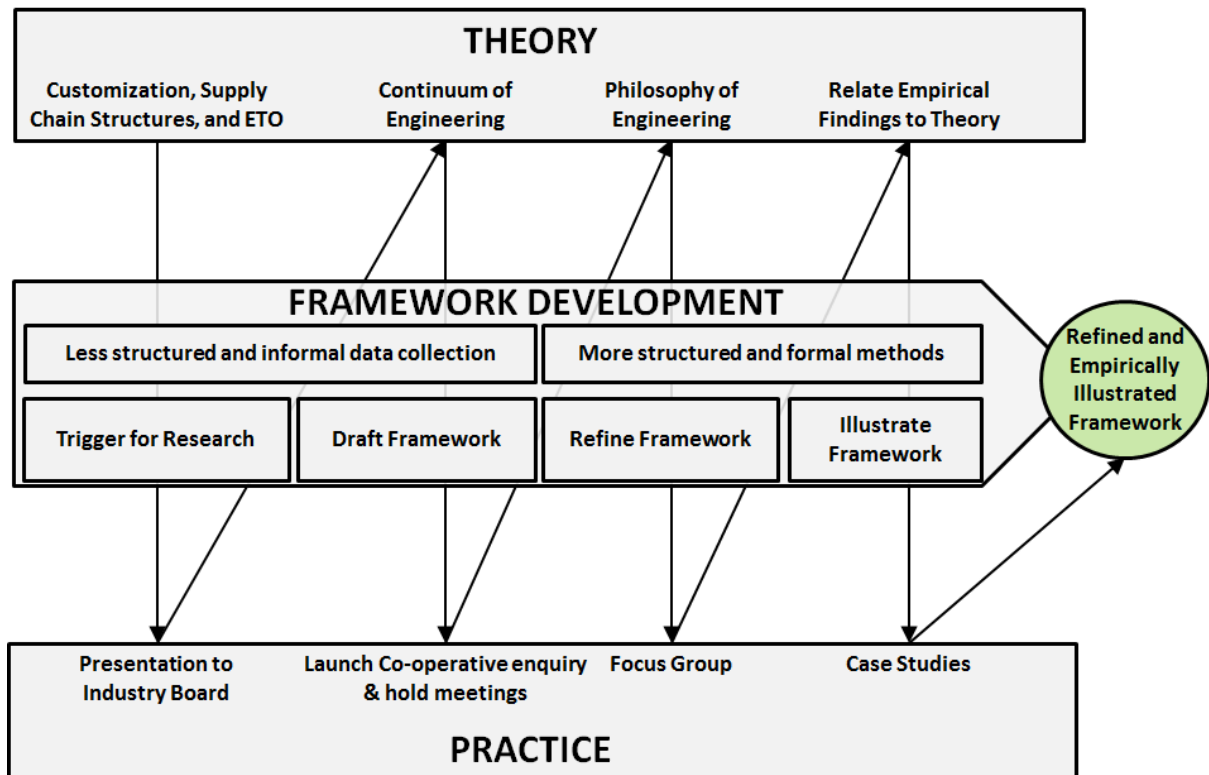 THEORY
Customization, Supply
Chain Structures, and ETO
Continuum of
Engineering
Philosophy of
Engineering
Relate Empirical
Findings to Theory
FRAMEWORK DEVELOPMENT
Less structured and informal data collection
More structured and formal methods
Trigger for Research
Draft Framework
Refine Framework
Illustrate
Framework
Refined and
Empirically
Illustrated
Framework
Presentation to
Industry Board
Launch Co-operative enquiry
& hold meetings
Focus Group
Case Studies
PRACTICE